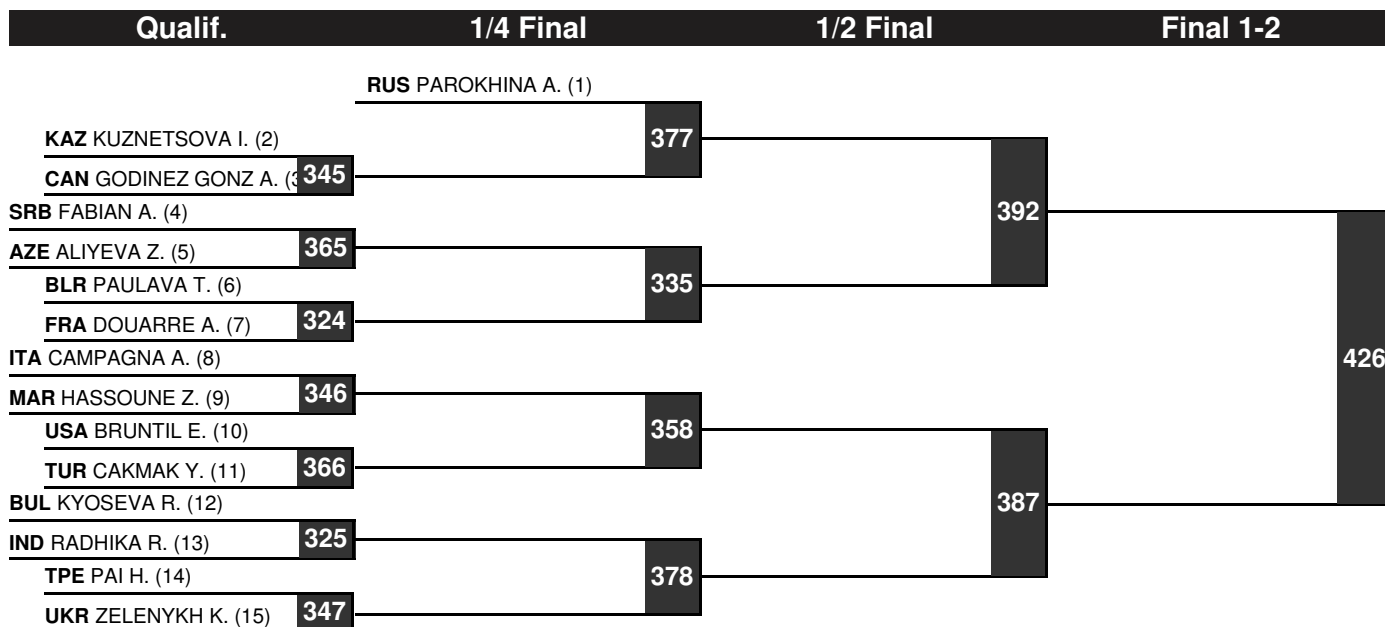 Qualif. 1/4 Final 1/2 Final Final 1-2
RUS PAROKHINA A. (1)
KAZ KUZNETSOVA I. (2)
377
CAN GODINEZ GONZ A. (3
345
SRB FABIAN A. (4)
392
AZE ALIYEVA Z. (5)
365
BLR PAULAVA T. (6)
335
FRA DOUARRE A. (7)
324
ITA CAMPAGNA A. (8)
426
MAR HASSOUNE Z. (9)
346
USA BRUNTIL E. (10)
358
TUR CAKMAK Y. (11)
366
BUL KYOSEVA R. (12)
387
IND RADHIKA R. (13)
325
TPE PAI H. (14)
378
UKR ZELENYKH K. (15)
347